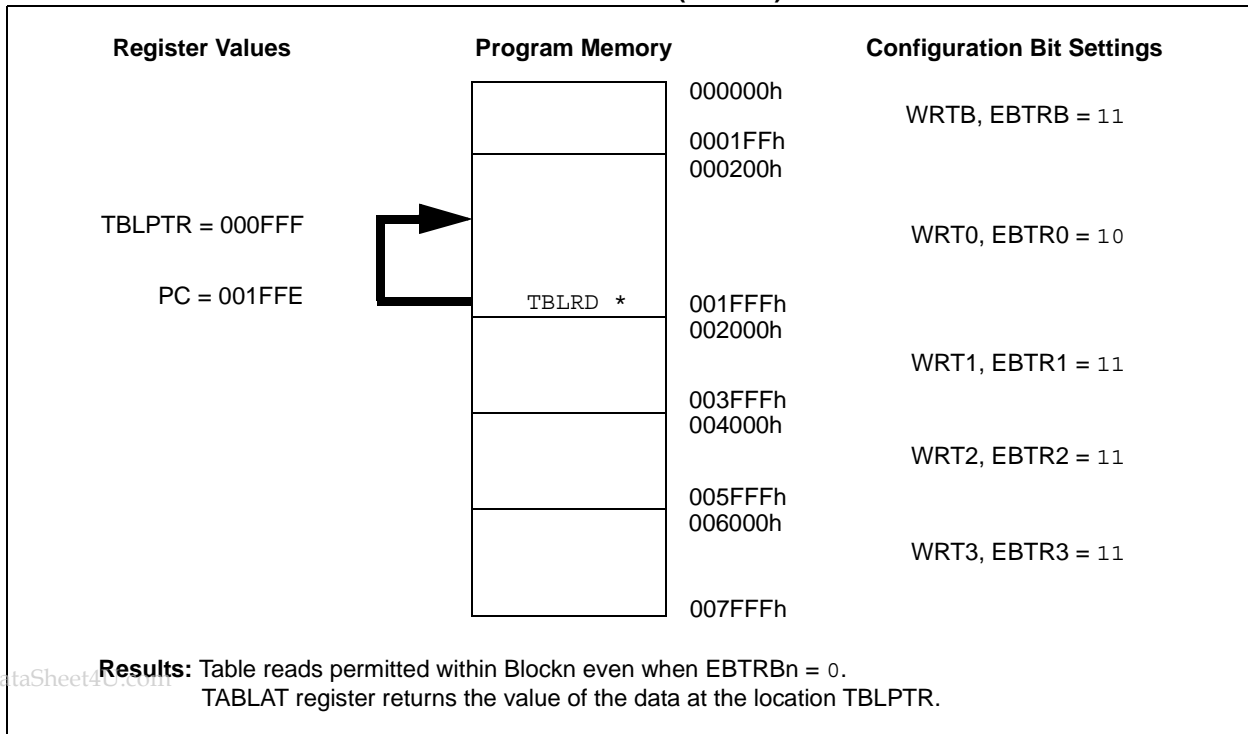 Register Values Program Memory Configuration Bit Settings
000000h
WRTB, EBTRB = 11
0001FFh
000200h
TBLPTR = 000FFF
WRT0, EBTR0 = 10
PC = 001FFE
TBLRD *
001FFFh
002000h
WRT1, EBTR1 = 11
003FFFh
004000h
WRT2, EBTR2 = 11
005FFFh
006000h
WRT3, EBTR3 = 11
007FFFh
Results: Table reads permitted within Blockn even when EBTRBn = 0.
TABLAT register returns the value of the data at the location TBLPTR.
ataSheet4U.com